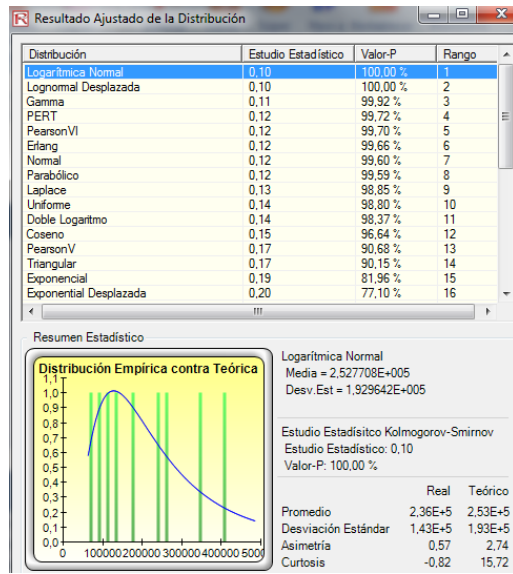 Resultado Ajustado de la Distribución
Distribución Estudio Estadístico Valor-P Rango
Logarítmica Normal 0,10 100,00 % 1
Lognormal Desplazada 0,10 100,00 % 2
Gamma 0,11 99,92 % 3
PERT 0,12 99,72 % 4
PearsonVI 0,12 99,70 % 5
Erlang 0,12 99,66 % 6
Normal 0,12 99,60 % 7
Parabólico 0,12 99,59 % 8
Laplace 0,13 98,85 % 9
Uniforme 0,14 98,80 % 10
Doble Logaritmo 0,14 98,37 % 11
Coseno 0,15 96,64 % 12
PearsonV 0,17 90,68 % 13
Triangular 0,17 90,15 % 14
Exponencial 0,19 81,96 % 15
Exponential Desplazada 0,20 77,10 % 16
Resumen Estadístico
Distribución Empírica contra Teórica
1,1
1,0
0,9
0,8
0,7
0,6
0,5
0,4
0,3
0,2
0,1
0,0
0 100000 200000 300000 400000 5000
Logarítmica Normal
Media = 2,527708E+005
Desv.Est = 1,929642E+005
Estudio Estadísitco Kolmogorov-Smirnov
Estudio Estadístico: 0,10
Valor-P: 100,00 %
Real Teórico
Promedio 2,36E+5 2,53E+5
Desviación Estándar 1,43E+5 1,93E+5
Asimetría 0,57 2,74
Curtosis -0,82 15,72